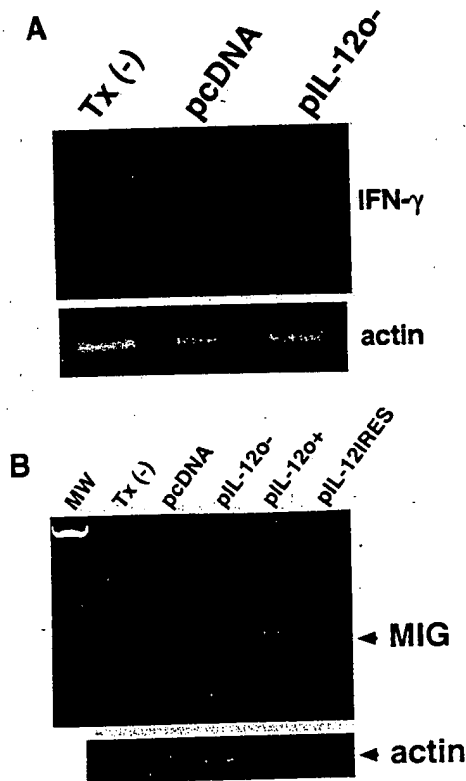 A
Tx (-) pcDNA pIL-12o-
IFN-γ
actin
B
MW Tx (-) pcDNA pIL-12o- pIL-12o+ pIL-12IRES
MIG
actin